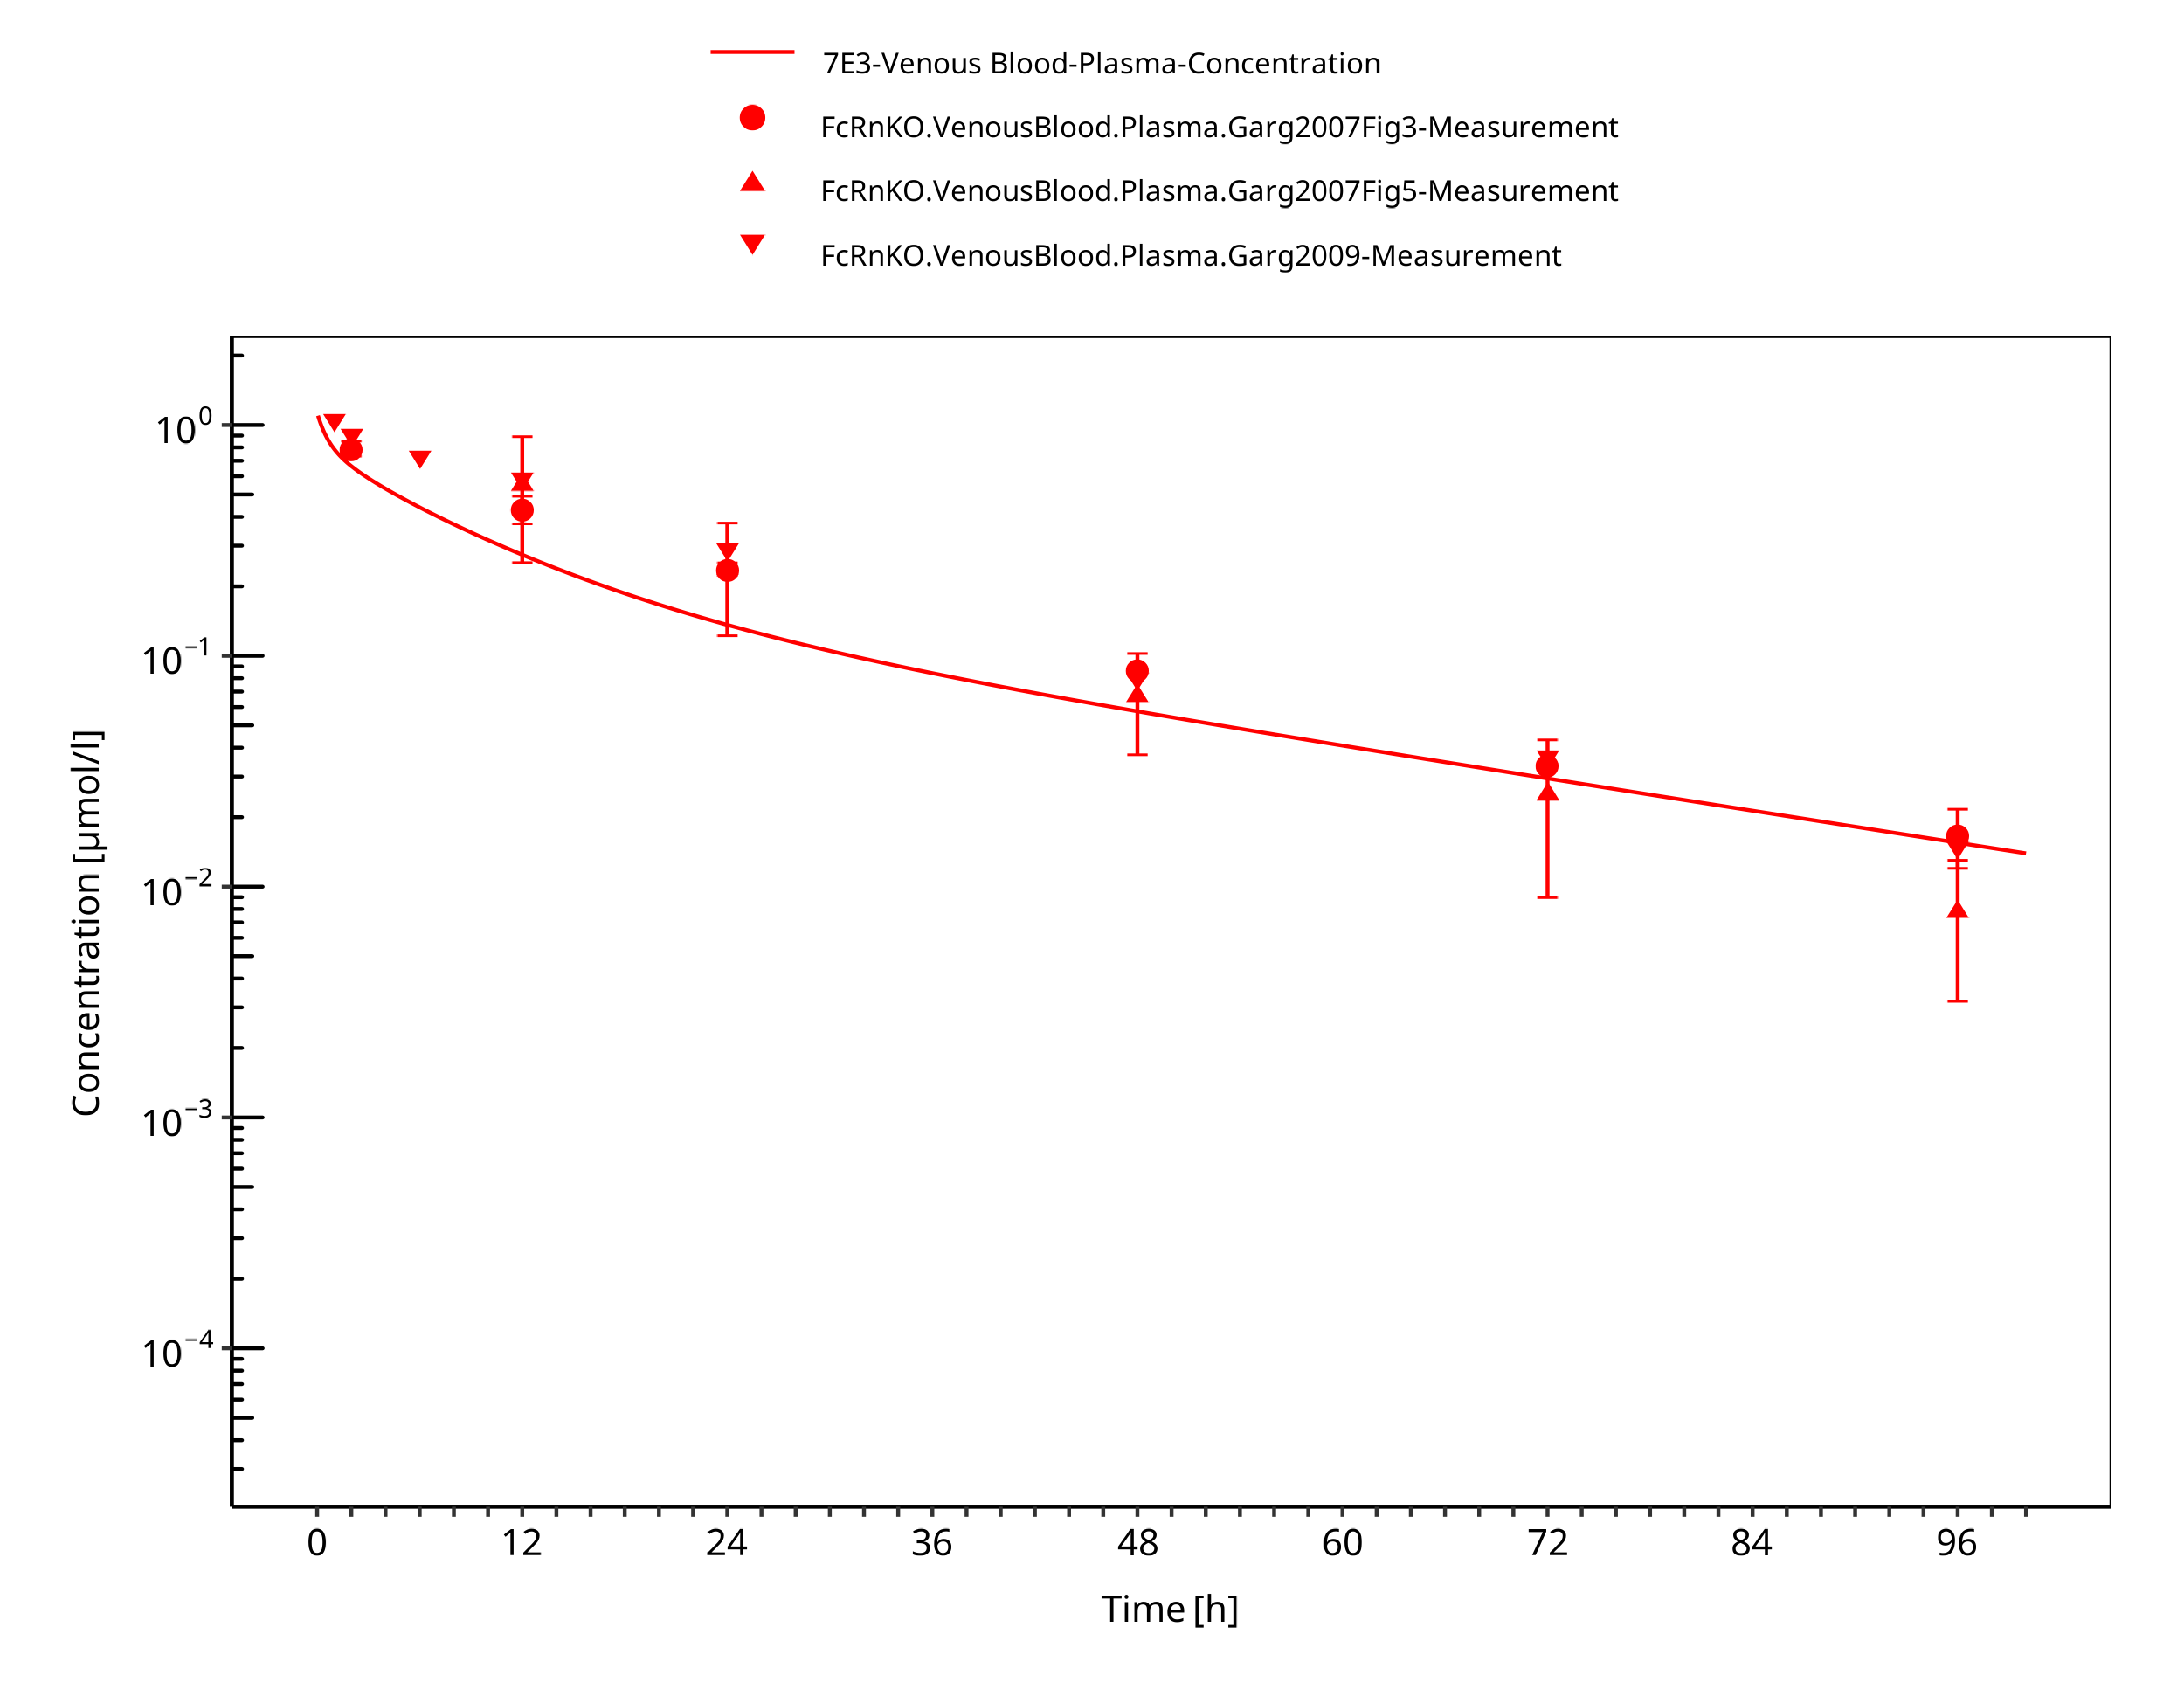 7E3-Venous Blood-Plasma-Concentration
FcRnKO.VenousBlood.Plasma.Garg2007Fig3-Measurement
FcRnKO.VenousBlood.Plasma.Garg2007Fig5-Measurement
FcRnKO.VenousBlood.Plasma.Garg2009-Measurement
10⁰
10⁻¹
10⁻²
10⁻³
10⁻⁴
Concentration [µmol/l]
0 12 24 36 48 60 72 84 96
Time [h]